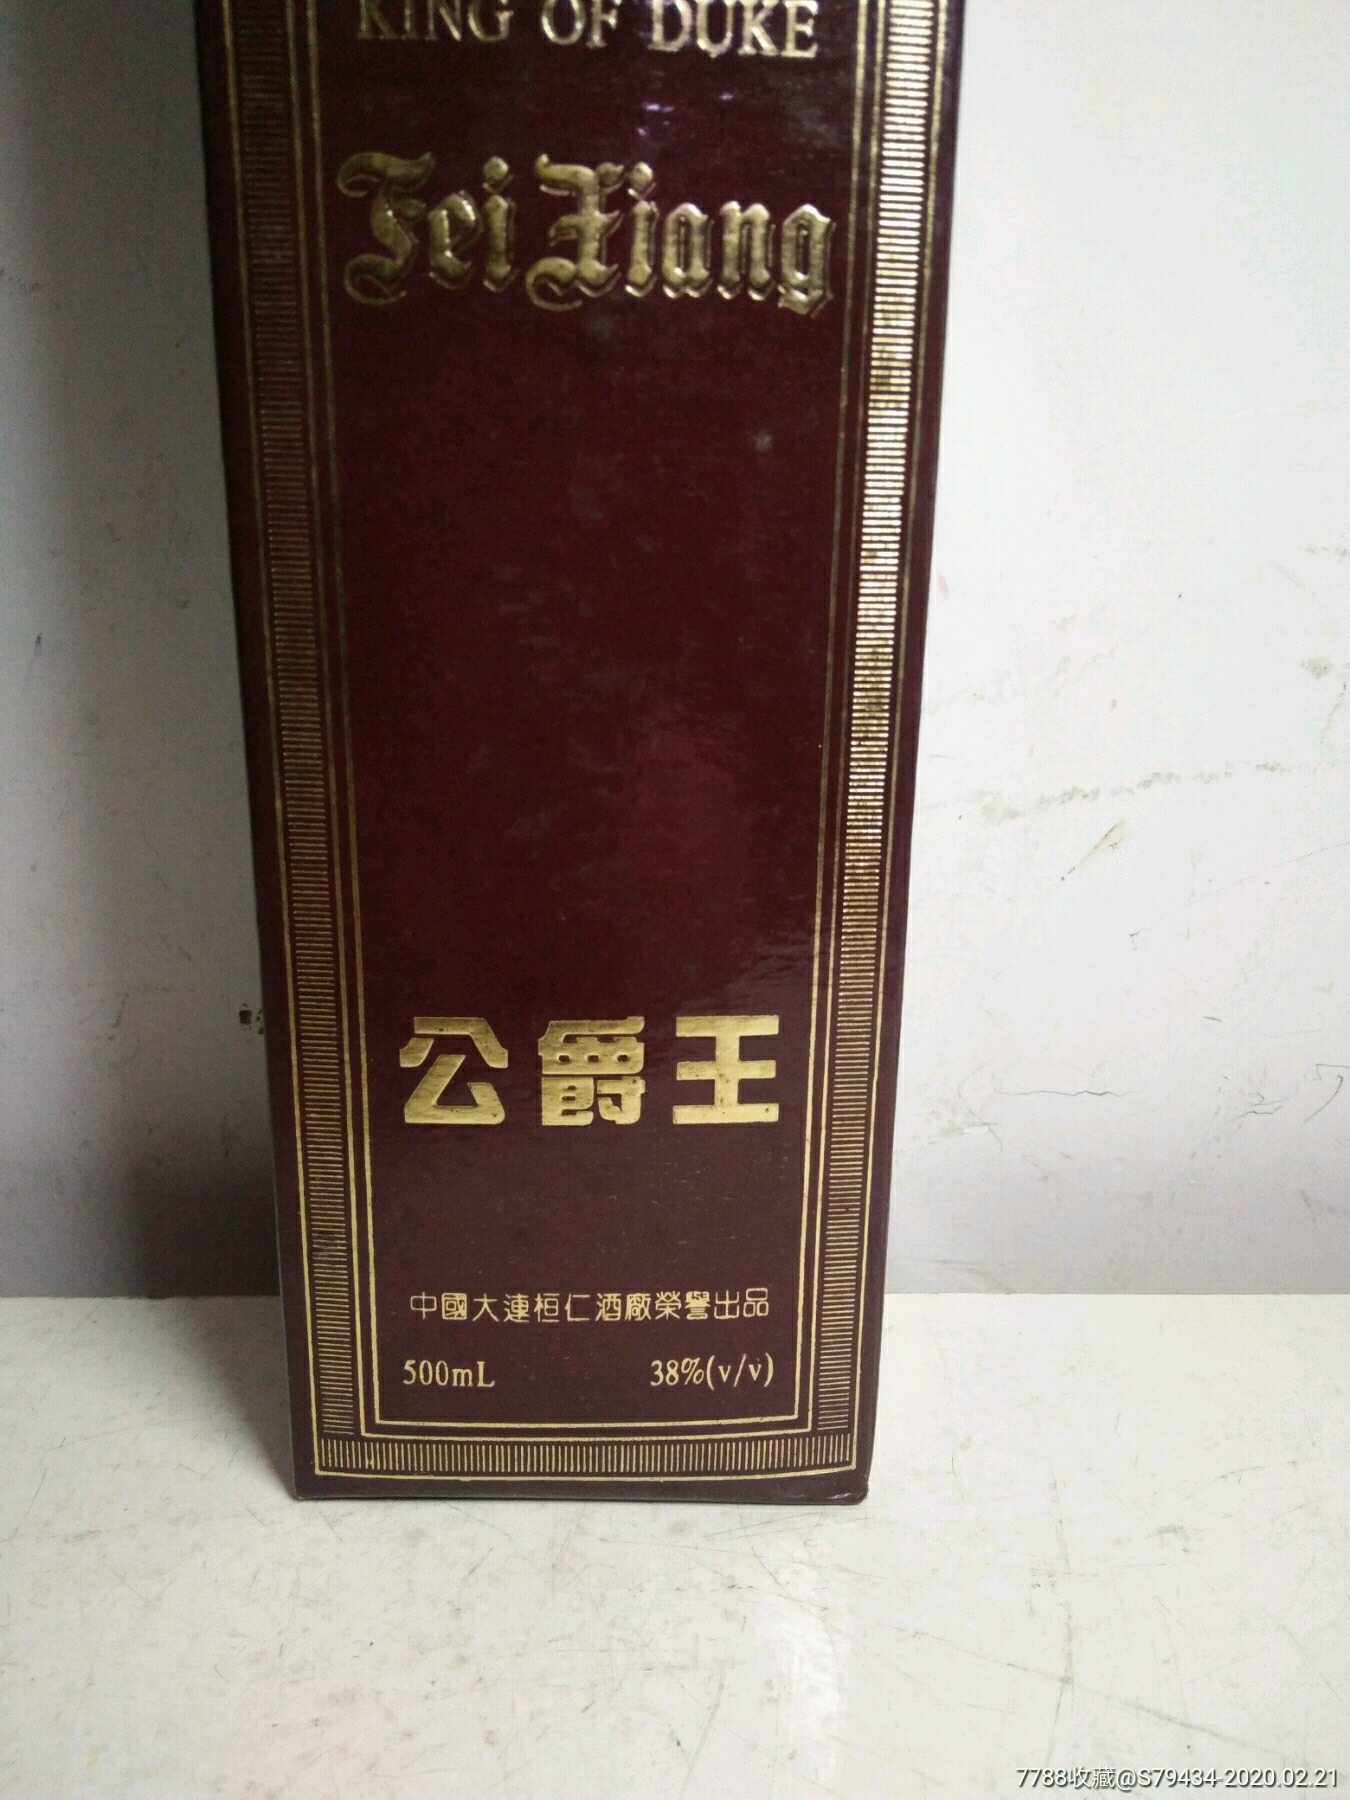 KING OF DUKE
Fei Xiang
公爵王
中國大連桓仁酒廠榮譽出品
500mL 38%(v/v)
7788收藏@S79434-2020.02.21